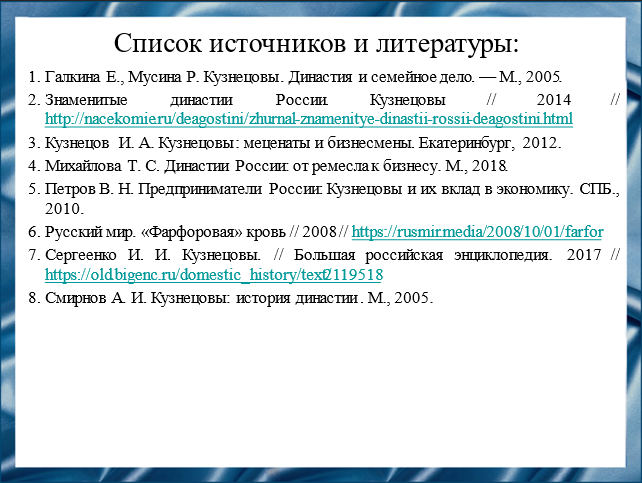 Список источников и литературы:
1. Галкина Е., Мусина Р. Кузнецовы. Династия и семейное дело. — М., 2005.
2. Знаменитые династии России. Кузнецовы // 2014 //
http://nacekomie.ru/deagostini/zhurnal-znamenitye-dinastii-rossii-deagostini.html
3. Кузнецов И. А. Кузнецовы: меценаты и бизнесмены. Екатеринбург, 2012.
4. Михайлова Т. С. Династии России: от ремесла к бизнесу. М., 2018.
5. Петров В. Н. Предприниматели России: Кузнецовы и их вклад в экономику. СПБ.,
2010.
6. Русский мир. «Фарфоровая» кровь // 2008 // https://rusmir.media/2008/10/01/farfor
7. Сергеенко И. И. Кузнецовы. // Большая российская энциклопедия. 2017 //
https://old.bigenc.ru/domestic_history/text/2119518
8. Смирнов А. И. Кузнецовы: история династии. М., 2005.